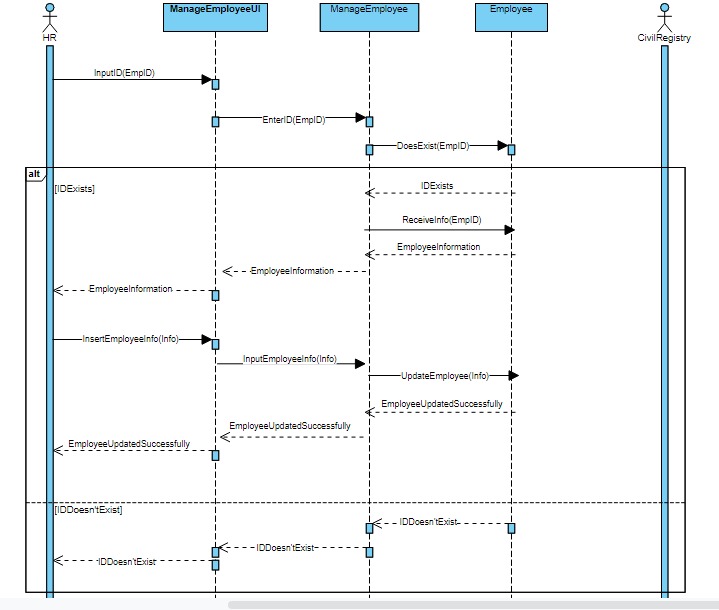 ManageEmployeeUI
ManageEmployee
Employee
HR
CivilRegistry
InputID(EmpID)
EnterID(EmpID)
DoesExist(EmpID)
alt
[IDExists]
IDExists
ReceiveInfo(EmpID)
EmployeeInformation
EmployeeInformation
EmployeeInformation
InsertEmployeeInfo(Info)
InputEmployeeInfo(Info)
UpdateEmployee(Info)
EmployeeUpdatedSuccessfully
EmployeeUpdatedSuccessfully
EmployeeUpdatedSuccessfully
[IDDoesn'tExist]
IDDoesn'tExist
IDDoesn'tExist
IDDoesn'tExist